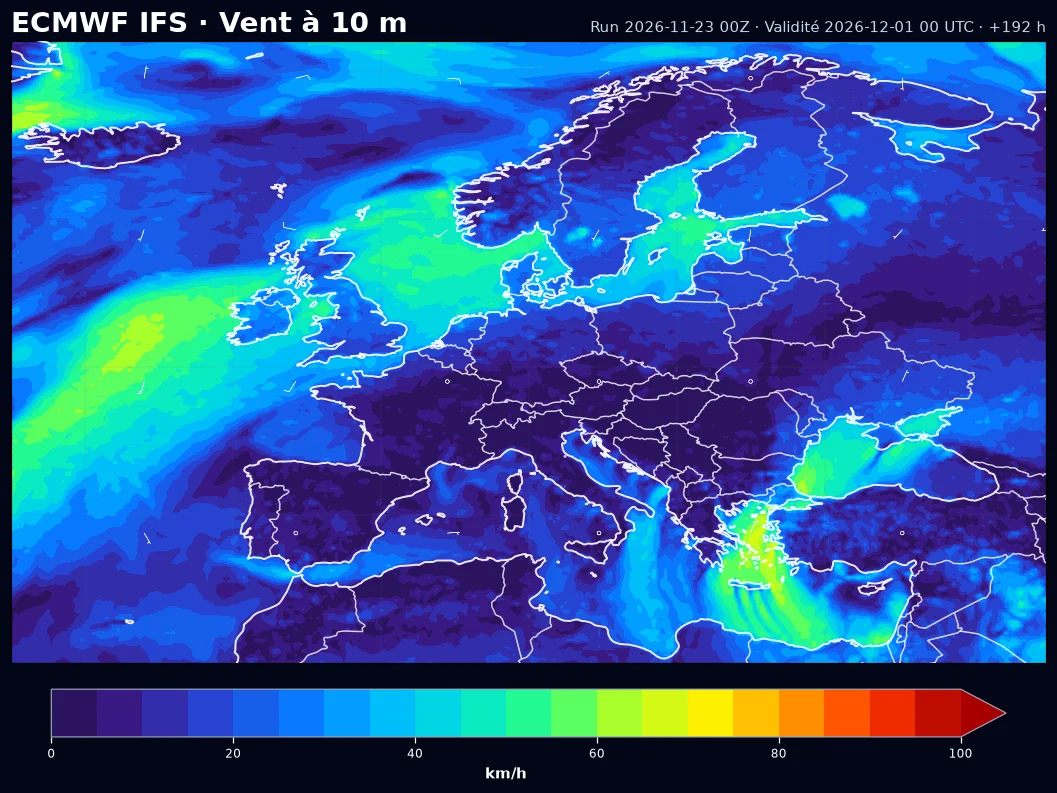 ECMWF IFS · Vent à 10 m
Run 2026-11-23 00Z · Validité 2026-12-01 00 UTC · +192 h
0 20 40 60 80 100
km/h